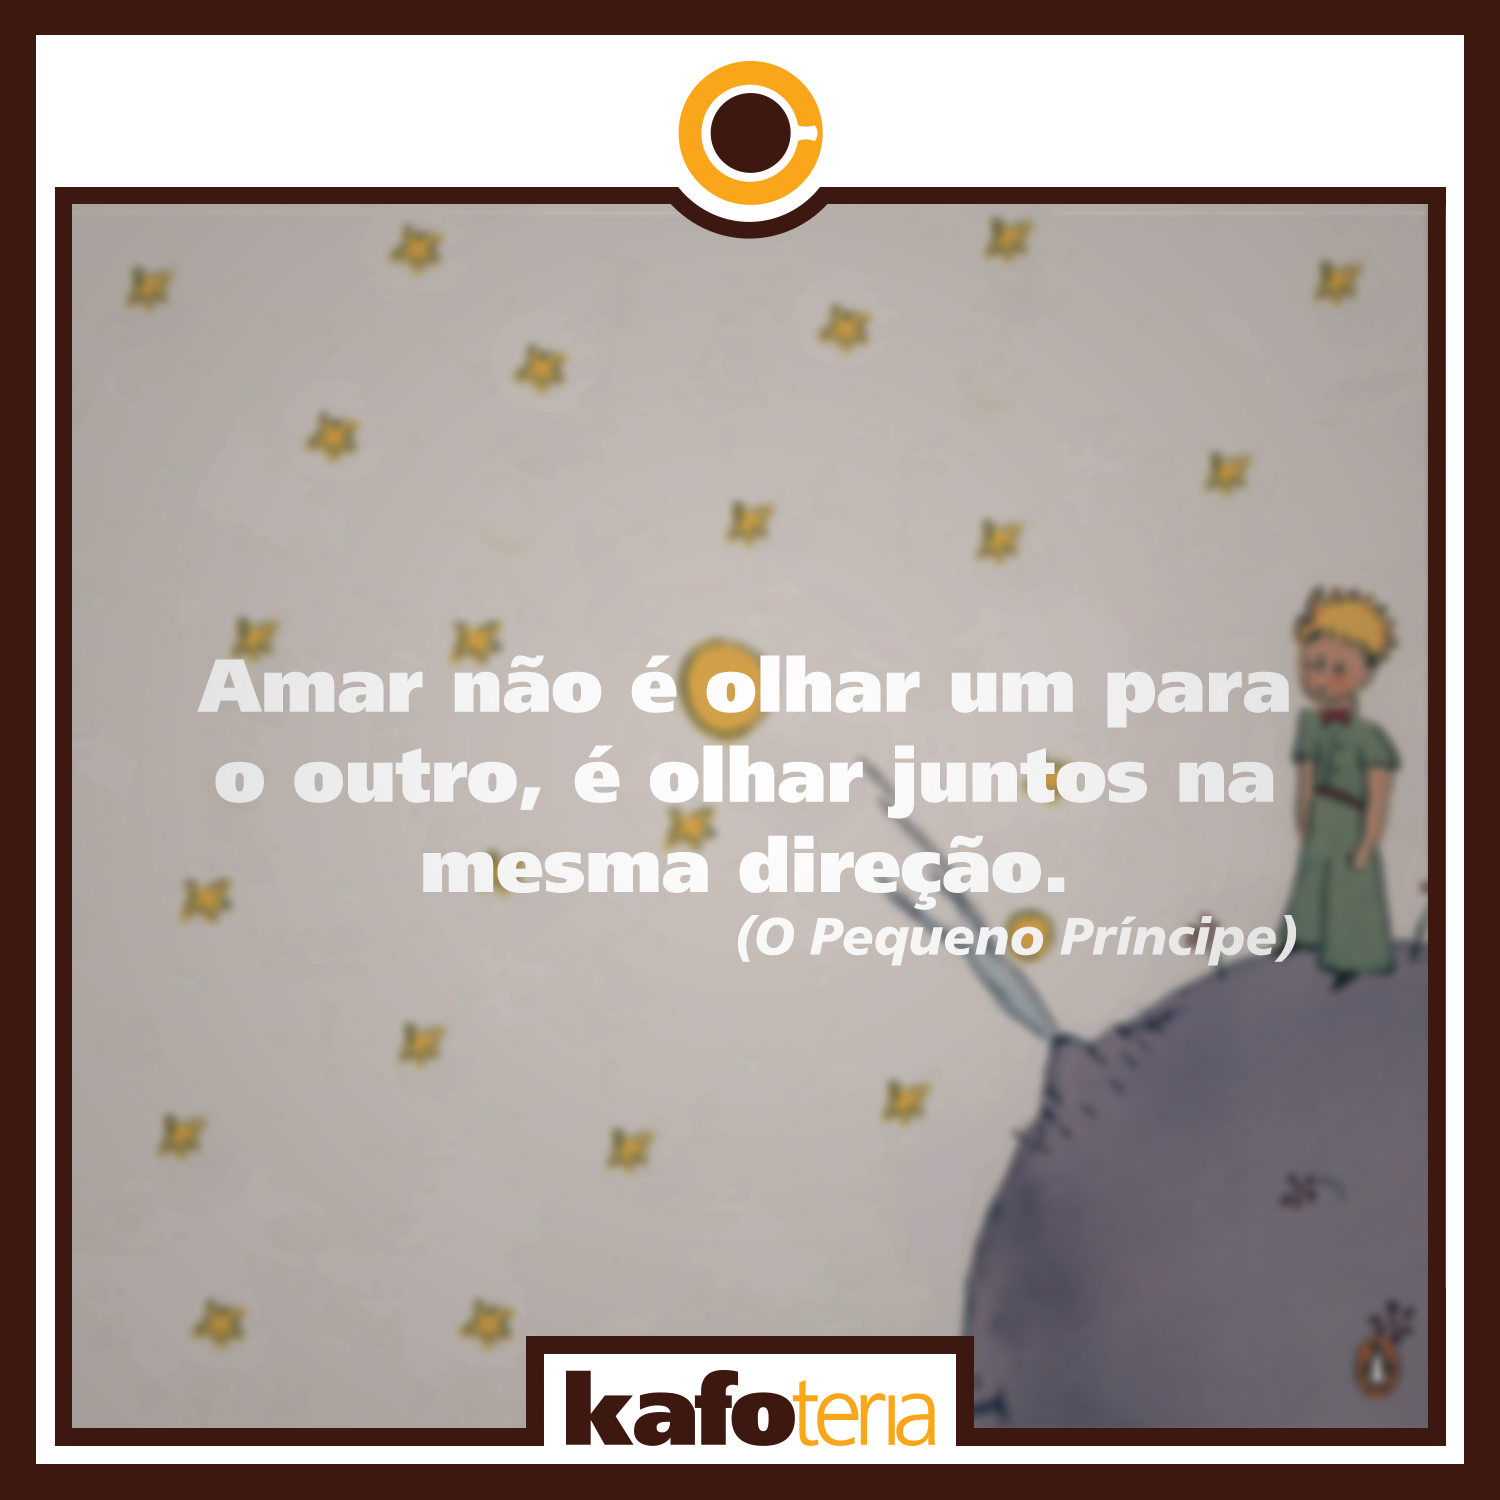 Amar não é olhar um para
o outro, é olhar juntos na
mesma direção.
(O Pequeno Príncipe)
kafoteria